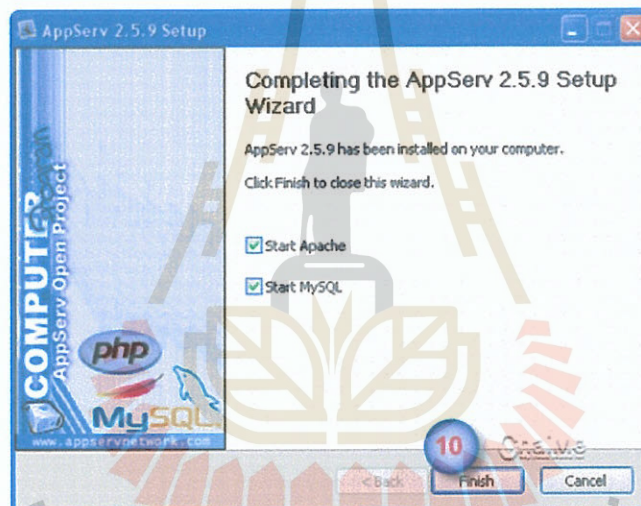 AppServ 2.5.9 Setup
Completing the AppServ 2.5.9 Setup
Wizard
AppServ 2.5.9 has been installed on your computer.
Click Finish to close this wizard.
Start Apache
Start MySQL
COMPUTER
AppServ Open Project
php
MySQL
www.appservnetwork.com
10
< Back
Finish
Cancel